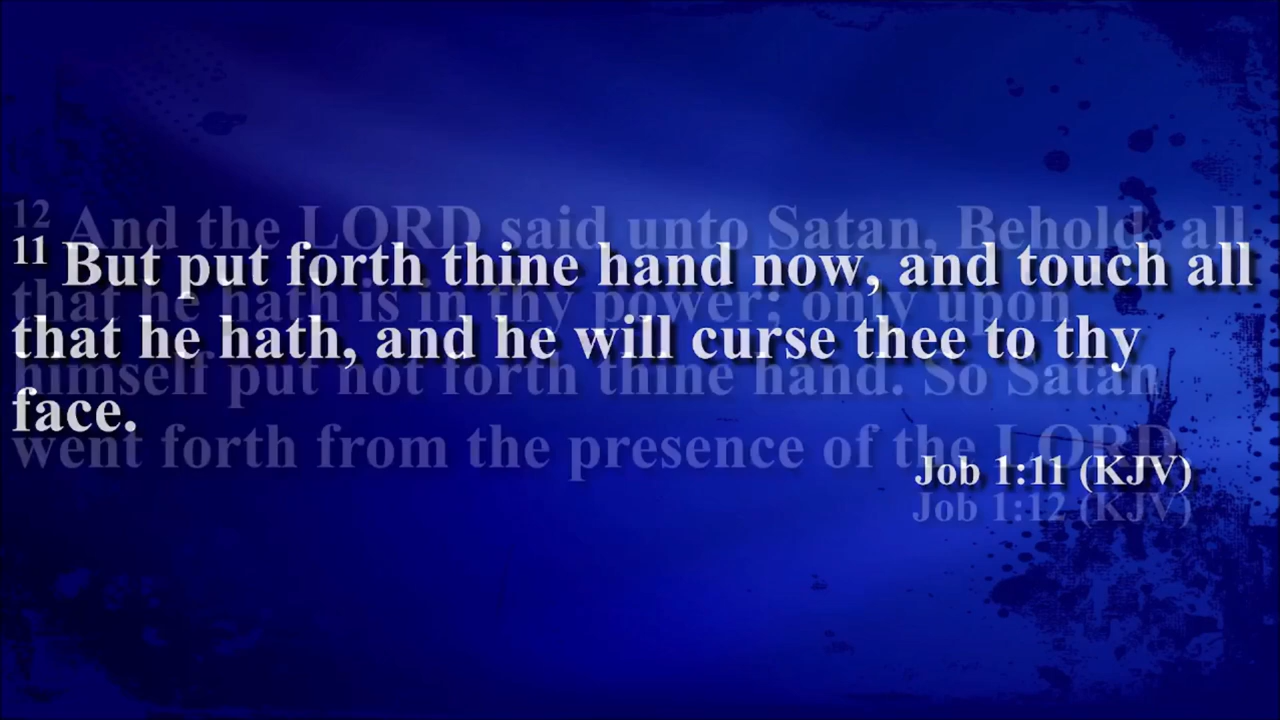 12 And the LORD said unto Satan, Behold, all
11 But put forth thine hand now, and touch all
that he hath is in thy power; only upon
that he hath, and he will curse thee to thy
himself put not forth thine hand. So Satan
face.
went forth from the presence of the LORD
Job 1:11 (KJV)
Job 1:12 (KJV)